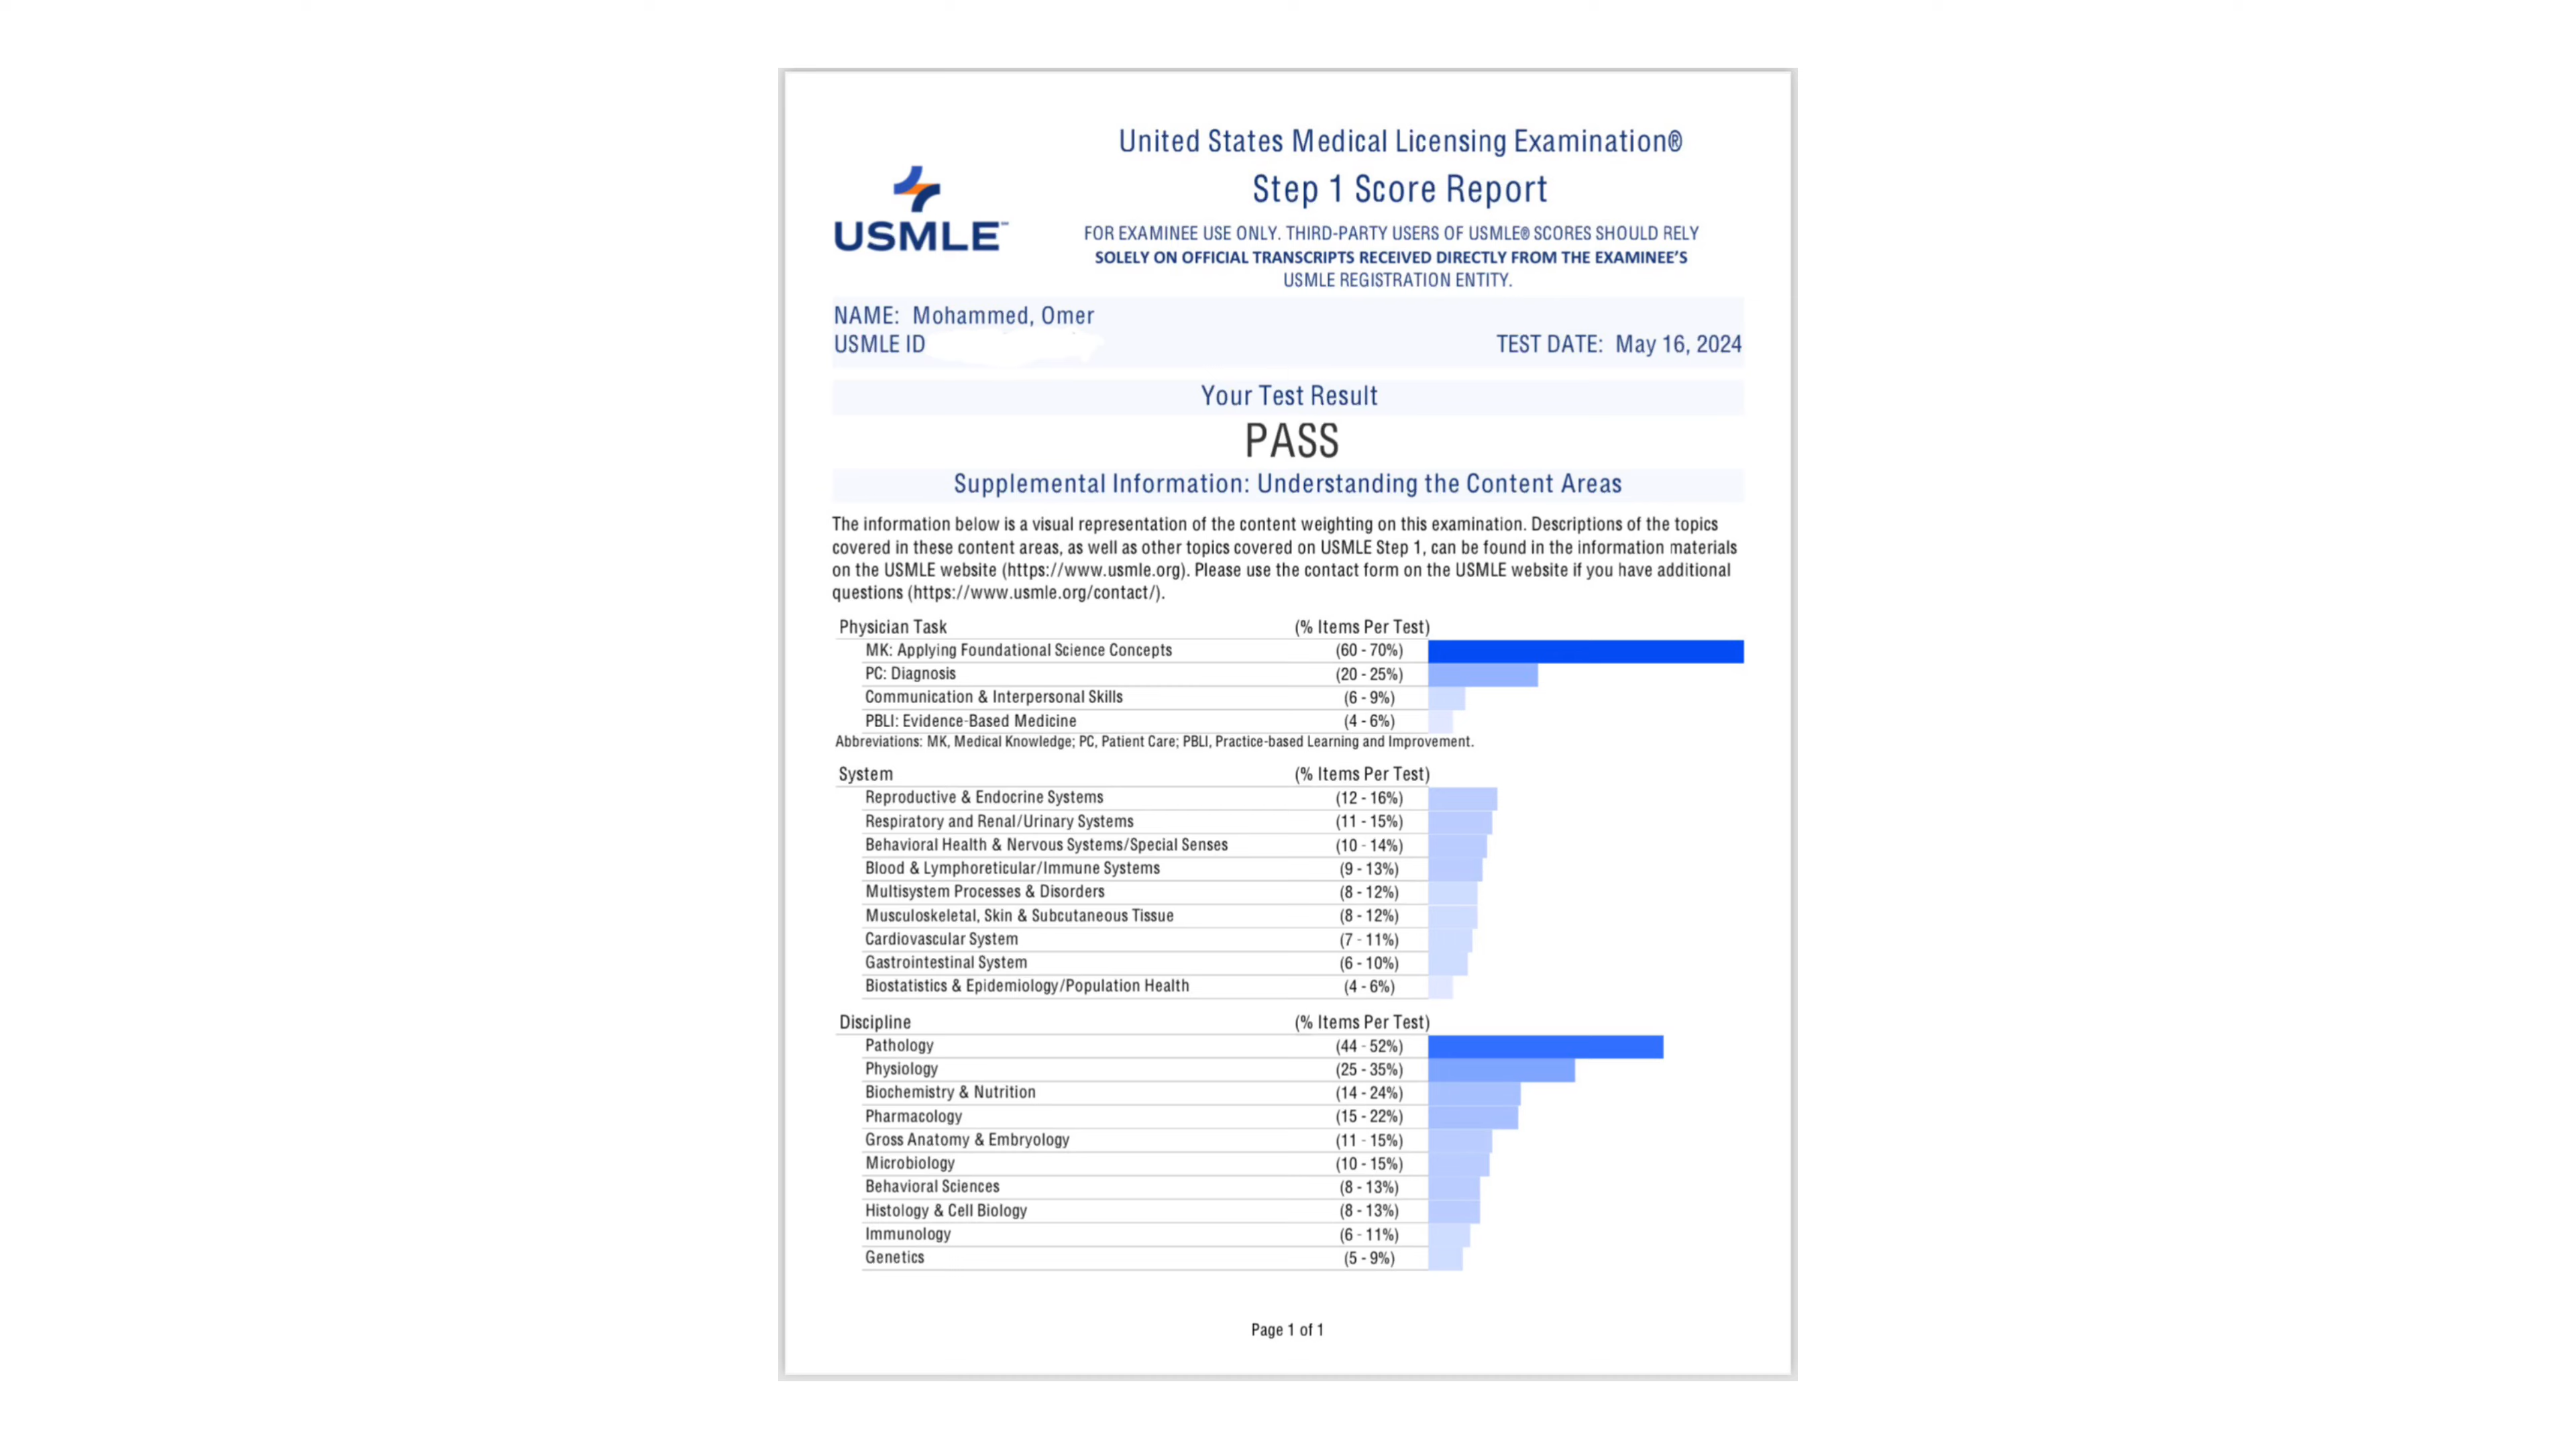 United States Medical Licensing Examination®
Step 1 Score Report
USMLE™
FOR EXAMINEE USE ONLY. THIRD-PARTY USERS OF USMLE® SCORES SHOULD RELY
SOLELY ON OFFICIAL TRANSCRIPTS RECEIVED DIRECTLY FROM THE EXAMINEE'S
USMLE REGISTRATION ENTITY.
NAME: Mohammed, Omer
USMLE ID
TEST DATE: May 16, 2024
Your Test Result
PASS
Supplemental Information: Understanding the Content Areas
The information below is a visual representation of the content weighting on this examination. Descriptions of the topics
covered in these content areas, as well as other topics covered on USMLE Step 1, can be found in the information materials
on the USMLE website (https://www.usmle.org). Please use the contact form on the USMLE website if you have additional
questions (https://www.usmle.org/contact/).
Physician Task (% Items Per Test)
MK: Applying Foundational Science Concepts (60 - 70%)
PC: Diagnosis (20 - 25%)
Communication & Interpersonal Skills (6 - 9%)
PBLI: Evidence-Based Medicine (4 - 6%)
Abbreviations: MK, Medical Knowledge; PC, Patient Care; PBLI, Practice-based Learning and Improvement.
System (% Items Per Test)
Reproductive & Endocrine Systems (12 - 16%)
Respiratory and Renal/Urinary Systems (11 - 15%)
Behavioral Health & Nervous Systems/Special Senses (10 - 14%)
Blood & Lymphoreticular/Immune Systems (9 - 13%)
Multisystem Processes & Disorders (8 - 12%)
Musculoskeletal, Skin & Subcutaneous Tissue (8 - 12%)
Cardiovascular System (7 - 11%)
Gastrointestinal System (6 - 10%)
Biostatistics & Epidemiology/Population Health (4 - 6%)
Discipline (% Items Per Test)
Pathology (44 - 52%)
Physiology (25 - 35%)
Biochemistry & Nutrition (14 - 24%)
Pharmacology (15 - 22%)
Gross Anatomy & Embryology (11 - 15%)
Microbiology (10 - 15%)
Behavioral Sciences (8 - 13%)
Histology & Cell Biology (8 - 13%)
Immunology (6 - 11%)
Genetics (5 - 9%)
Page 1 of 1